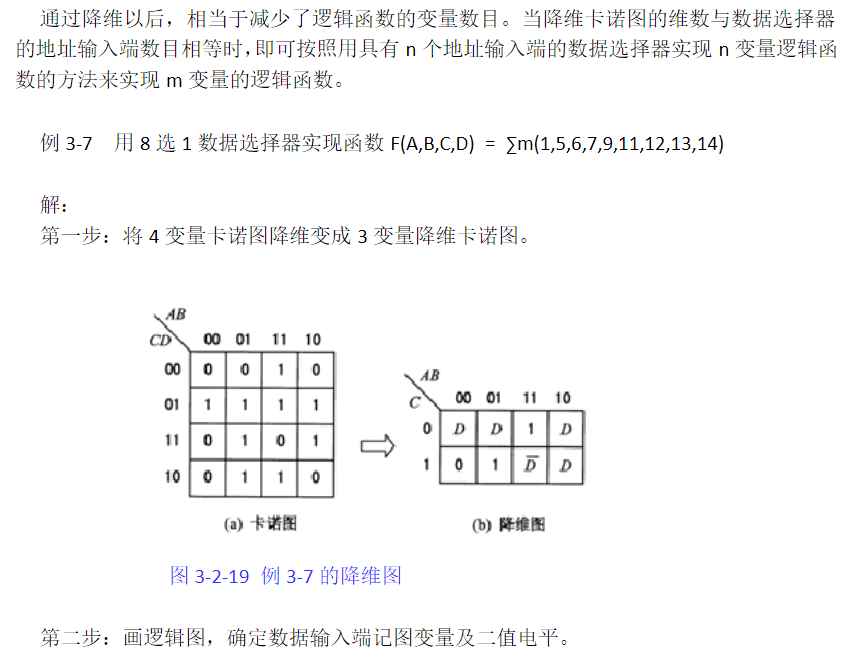 通过降维以后，相当于减少了逻辑函数的变量数目。当降维卡诺图的维数与数据选择器
的地址输入端数目相等时，即可按照用具有 n 个地址输入端的数据选择器实现 n 变量逻辑函
数的方法来实现 m 变量的逻辑函数。
例 3-7 用 8 选 1 数据选择器实现函数 F(A,B,C,D) = ∑m(1,5,6,7,9,11,12,13,14)
解：
第一步：将 4 变量卡诺图降维变成 3 变量降维卡诺图。
AB
CD 00 01 11 10
00 0 0 1 0
01 1 1 1 1
11 0 1 0 1
10 0 1 1 0
(a) 卡诺图
AB
C 00 01 11 10
0 D D 1 D
1 0 1 D̅ D
(b) 降维图
图 3-2-19 例 3-7 的降维图
第二步：画逻辑图，确定数据输入端记图变量及二值电平。